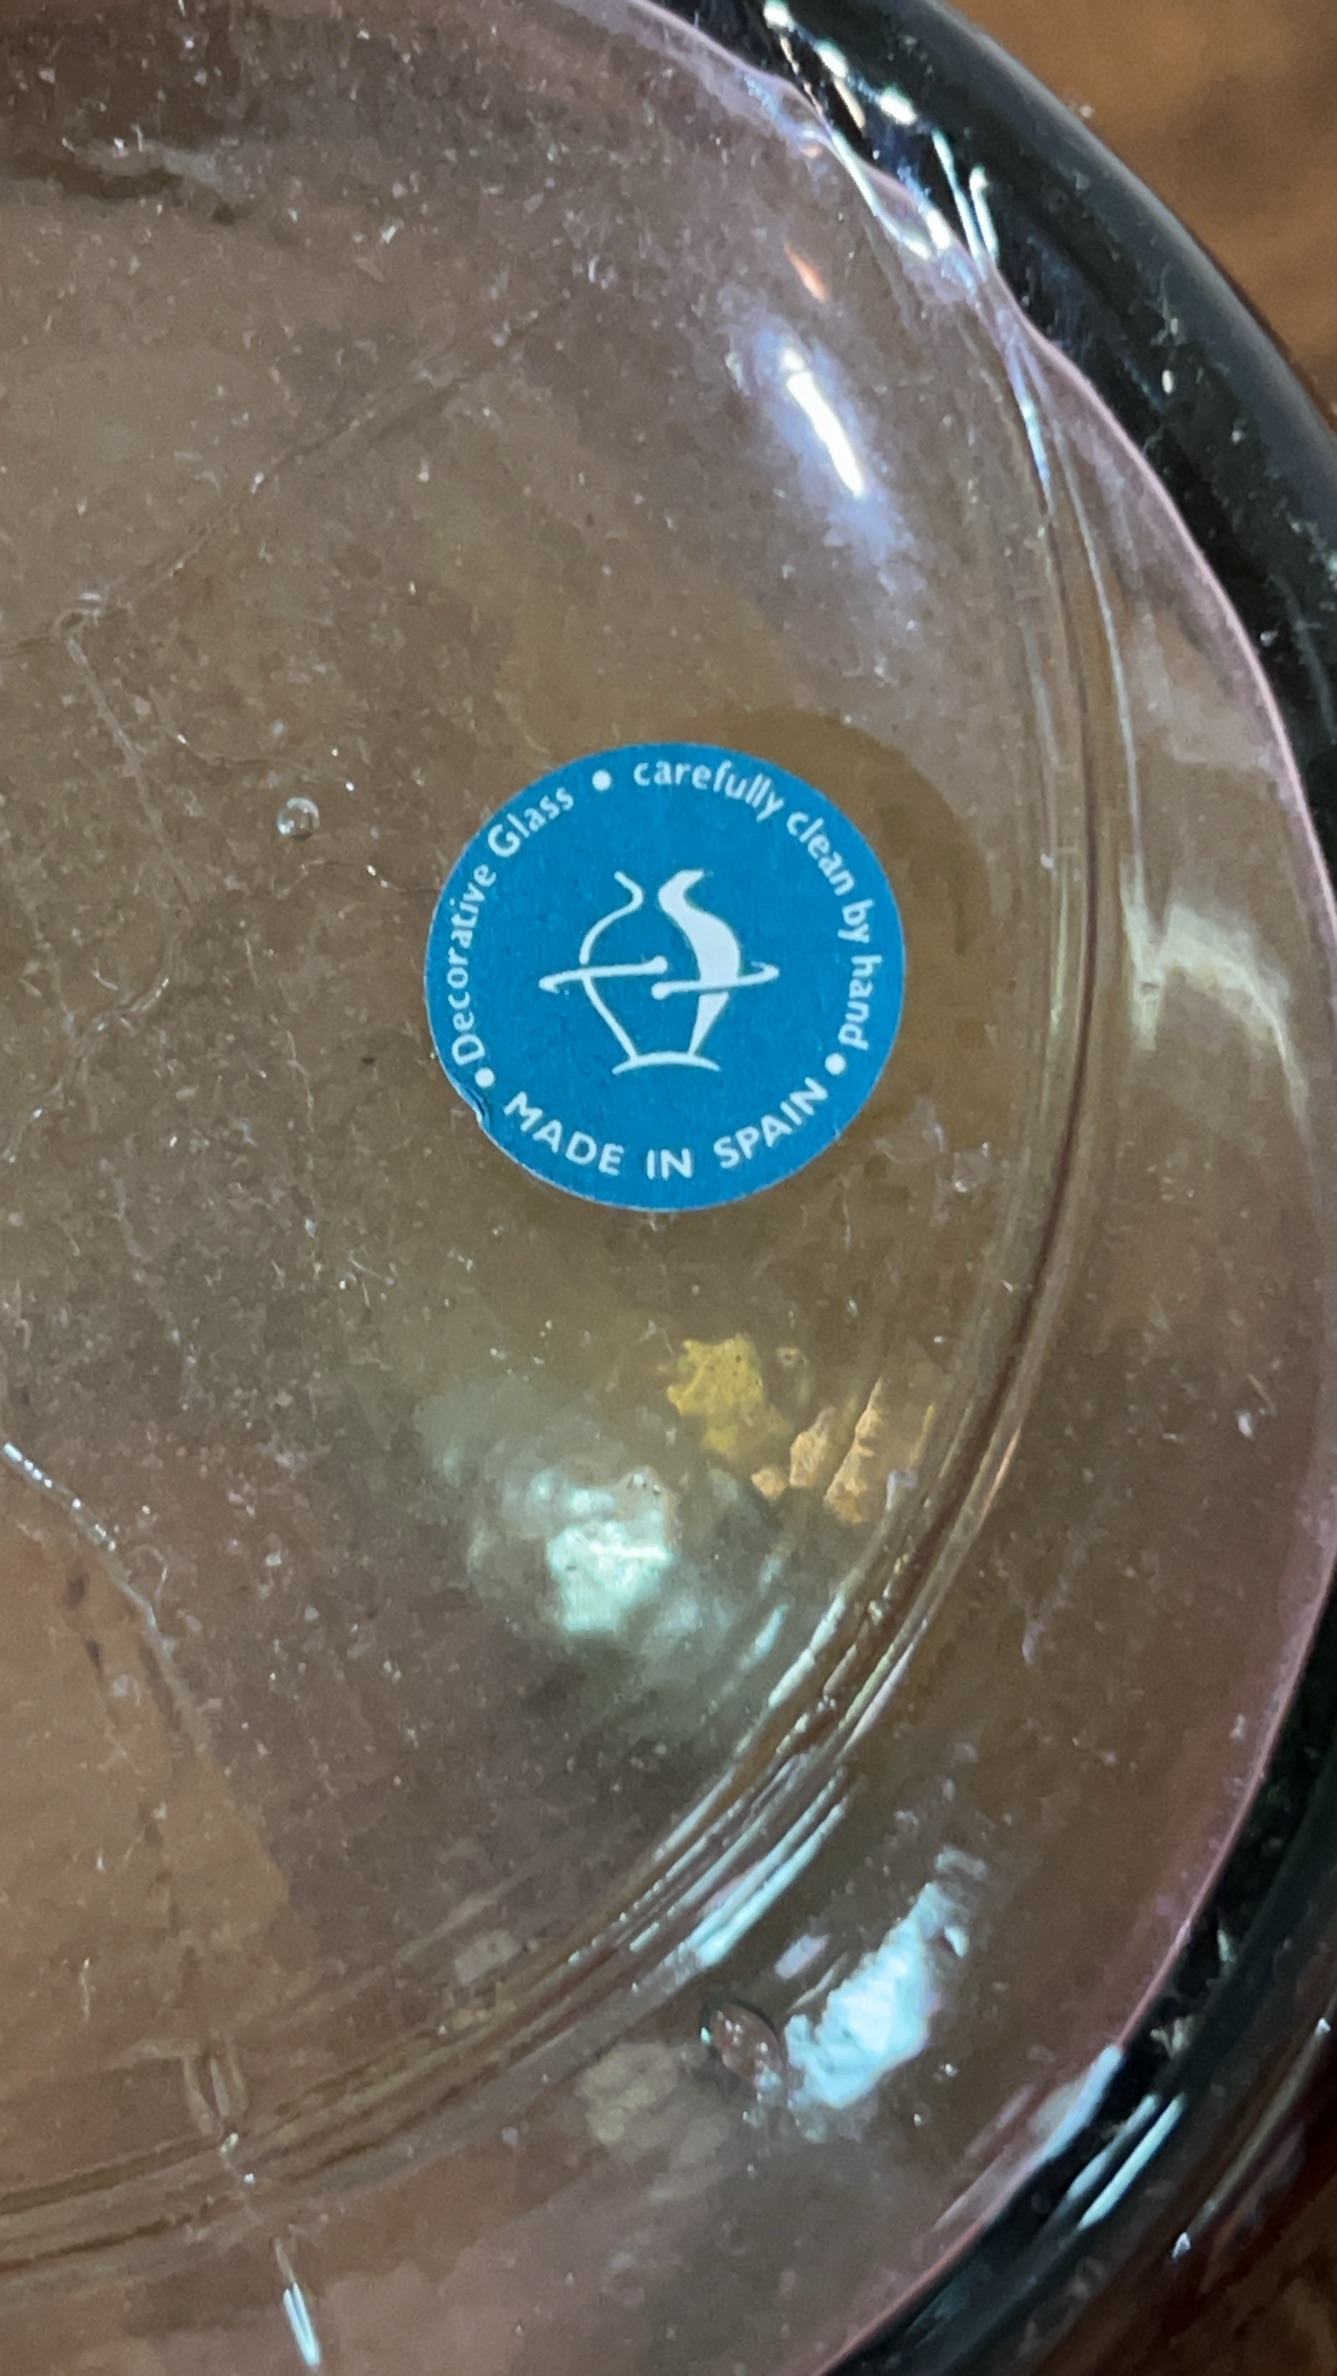 • Decorative Glass • carefully clean by hand •
MADE IN SPAIN